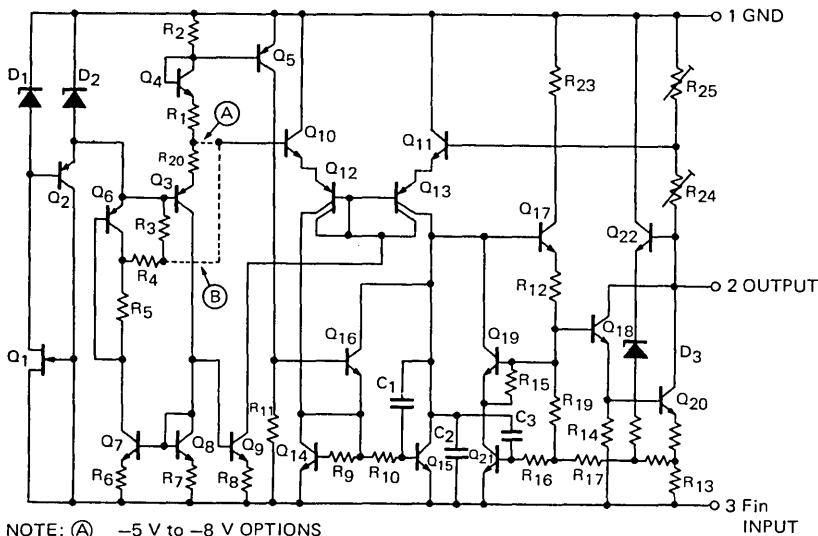 R2 1 GND
D1 D2 Q5 R23
Q4 R25
R1 A Q10 Q11
R20 Q12 Q13
Q2 Q6 Q3 R24
R3 Q17 Q22
R4 B R12 2 OUTPUT
R5 Q18
Q1 Q16 Q19 D3
R15
C1 R19 Q20
R11 C2 C3 R14
Q7 Q8 Q9 Q14 R9 R10 Q15 Q21 R16 R17 R13
R6 R7 R8 3 Fin
INPUT
NOTE: A –5 V to –8 V OPTIONS